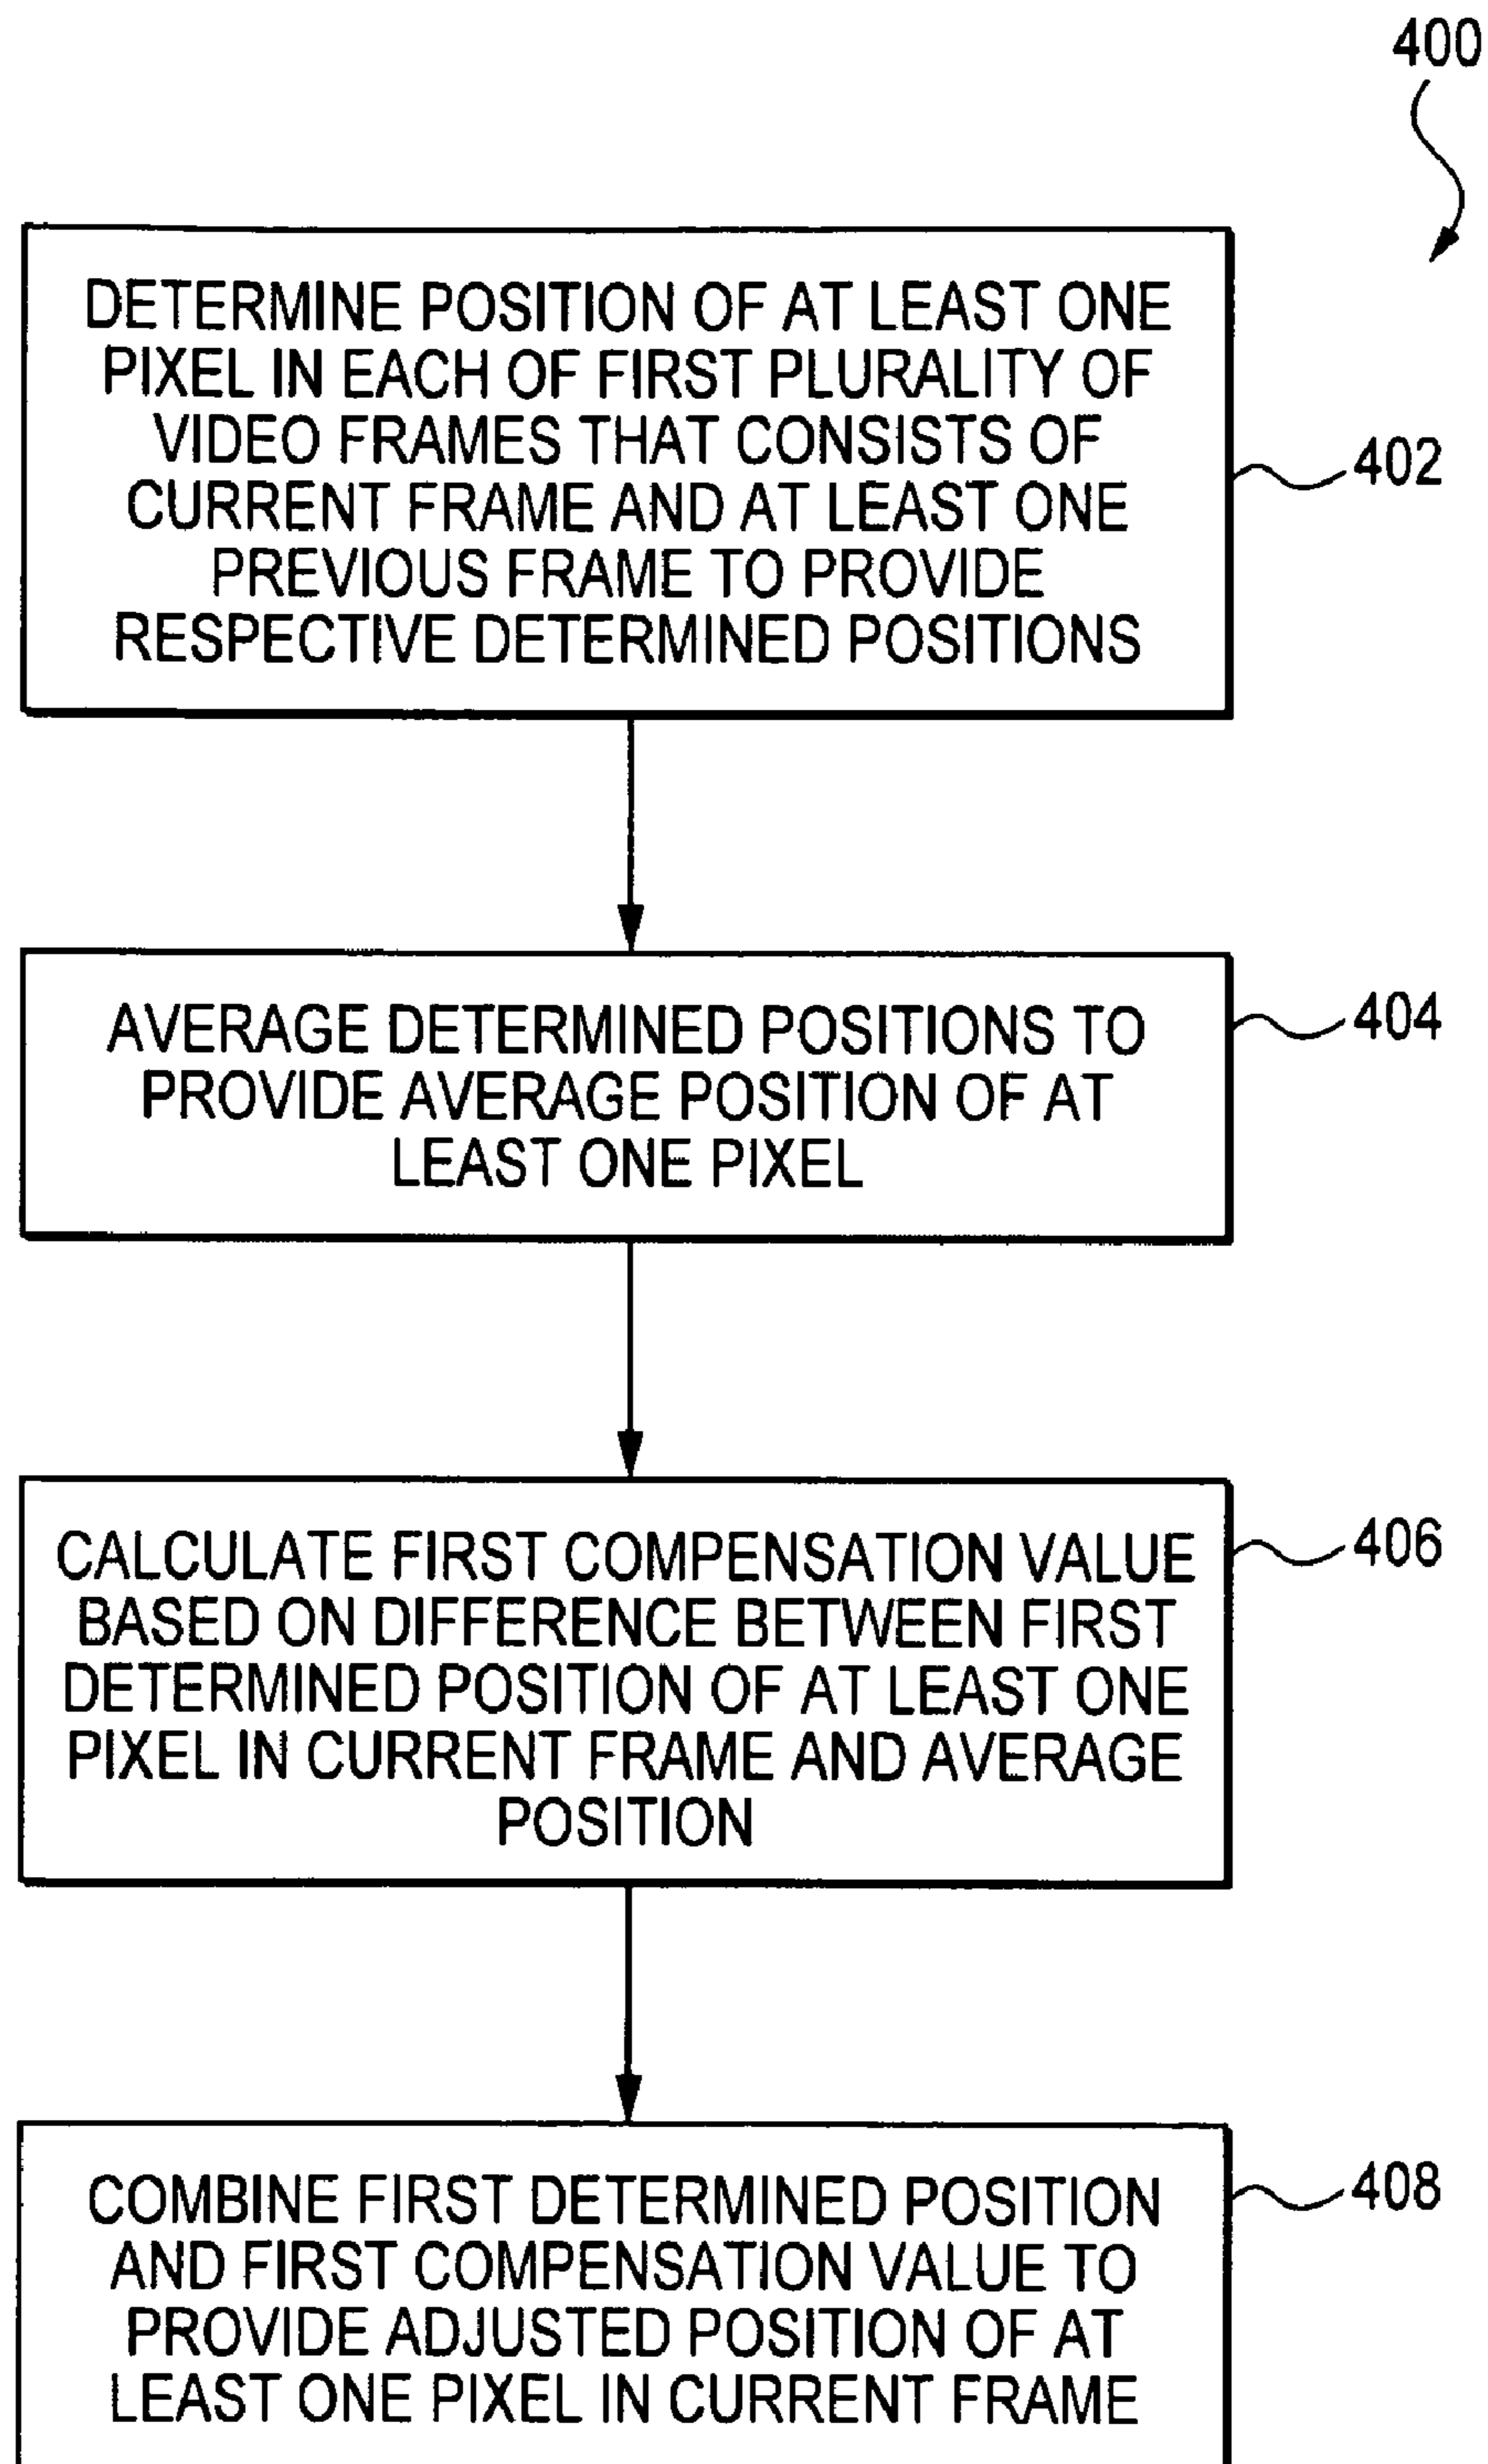 400
DETERMINE POSITION OF AT LEAST ONE
PIXEL IN EACH OF FIRST PLURALITY OF
VIDEO FRAMES THAT CONSISTS OF
CURRENT FRAME AND AT LEAST ONE
PREVIOUS FRAME TO PROVIDE
RESPECTIVE DETERMINED POSITIONS
402
AVERAGE DETERMINED POSITIONS TO
PROVIDE AVERAGE POSITION OF AT
LEAST ONE PIXEL
404
CALCULATE FIRST COMPENSATION VALUE
BASED ON DIFFERENCE BETWEEN FIRST
DETERMINED POSITION OF AT LEAST ONE
PIXEL IN CURRENT FRAME AND AVERAGE
POSITION
406
COMBINE FIRST DETERMINED POSITION
AND FIRST COMPENSATION VALUE TO
PROVIDE ADJUSTED POSITION OF AT
LEAST ONE PIXEL IN CURRENT FRAME
408